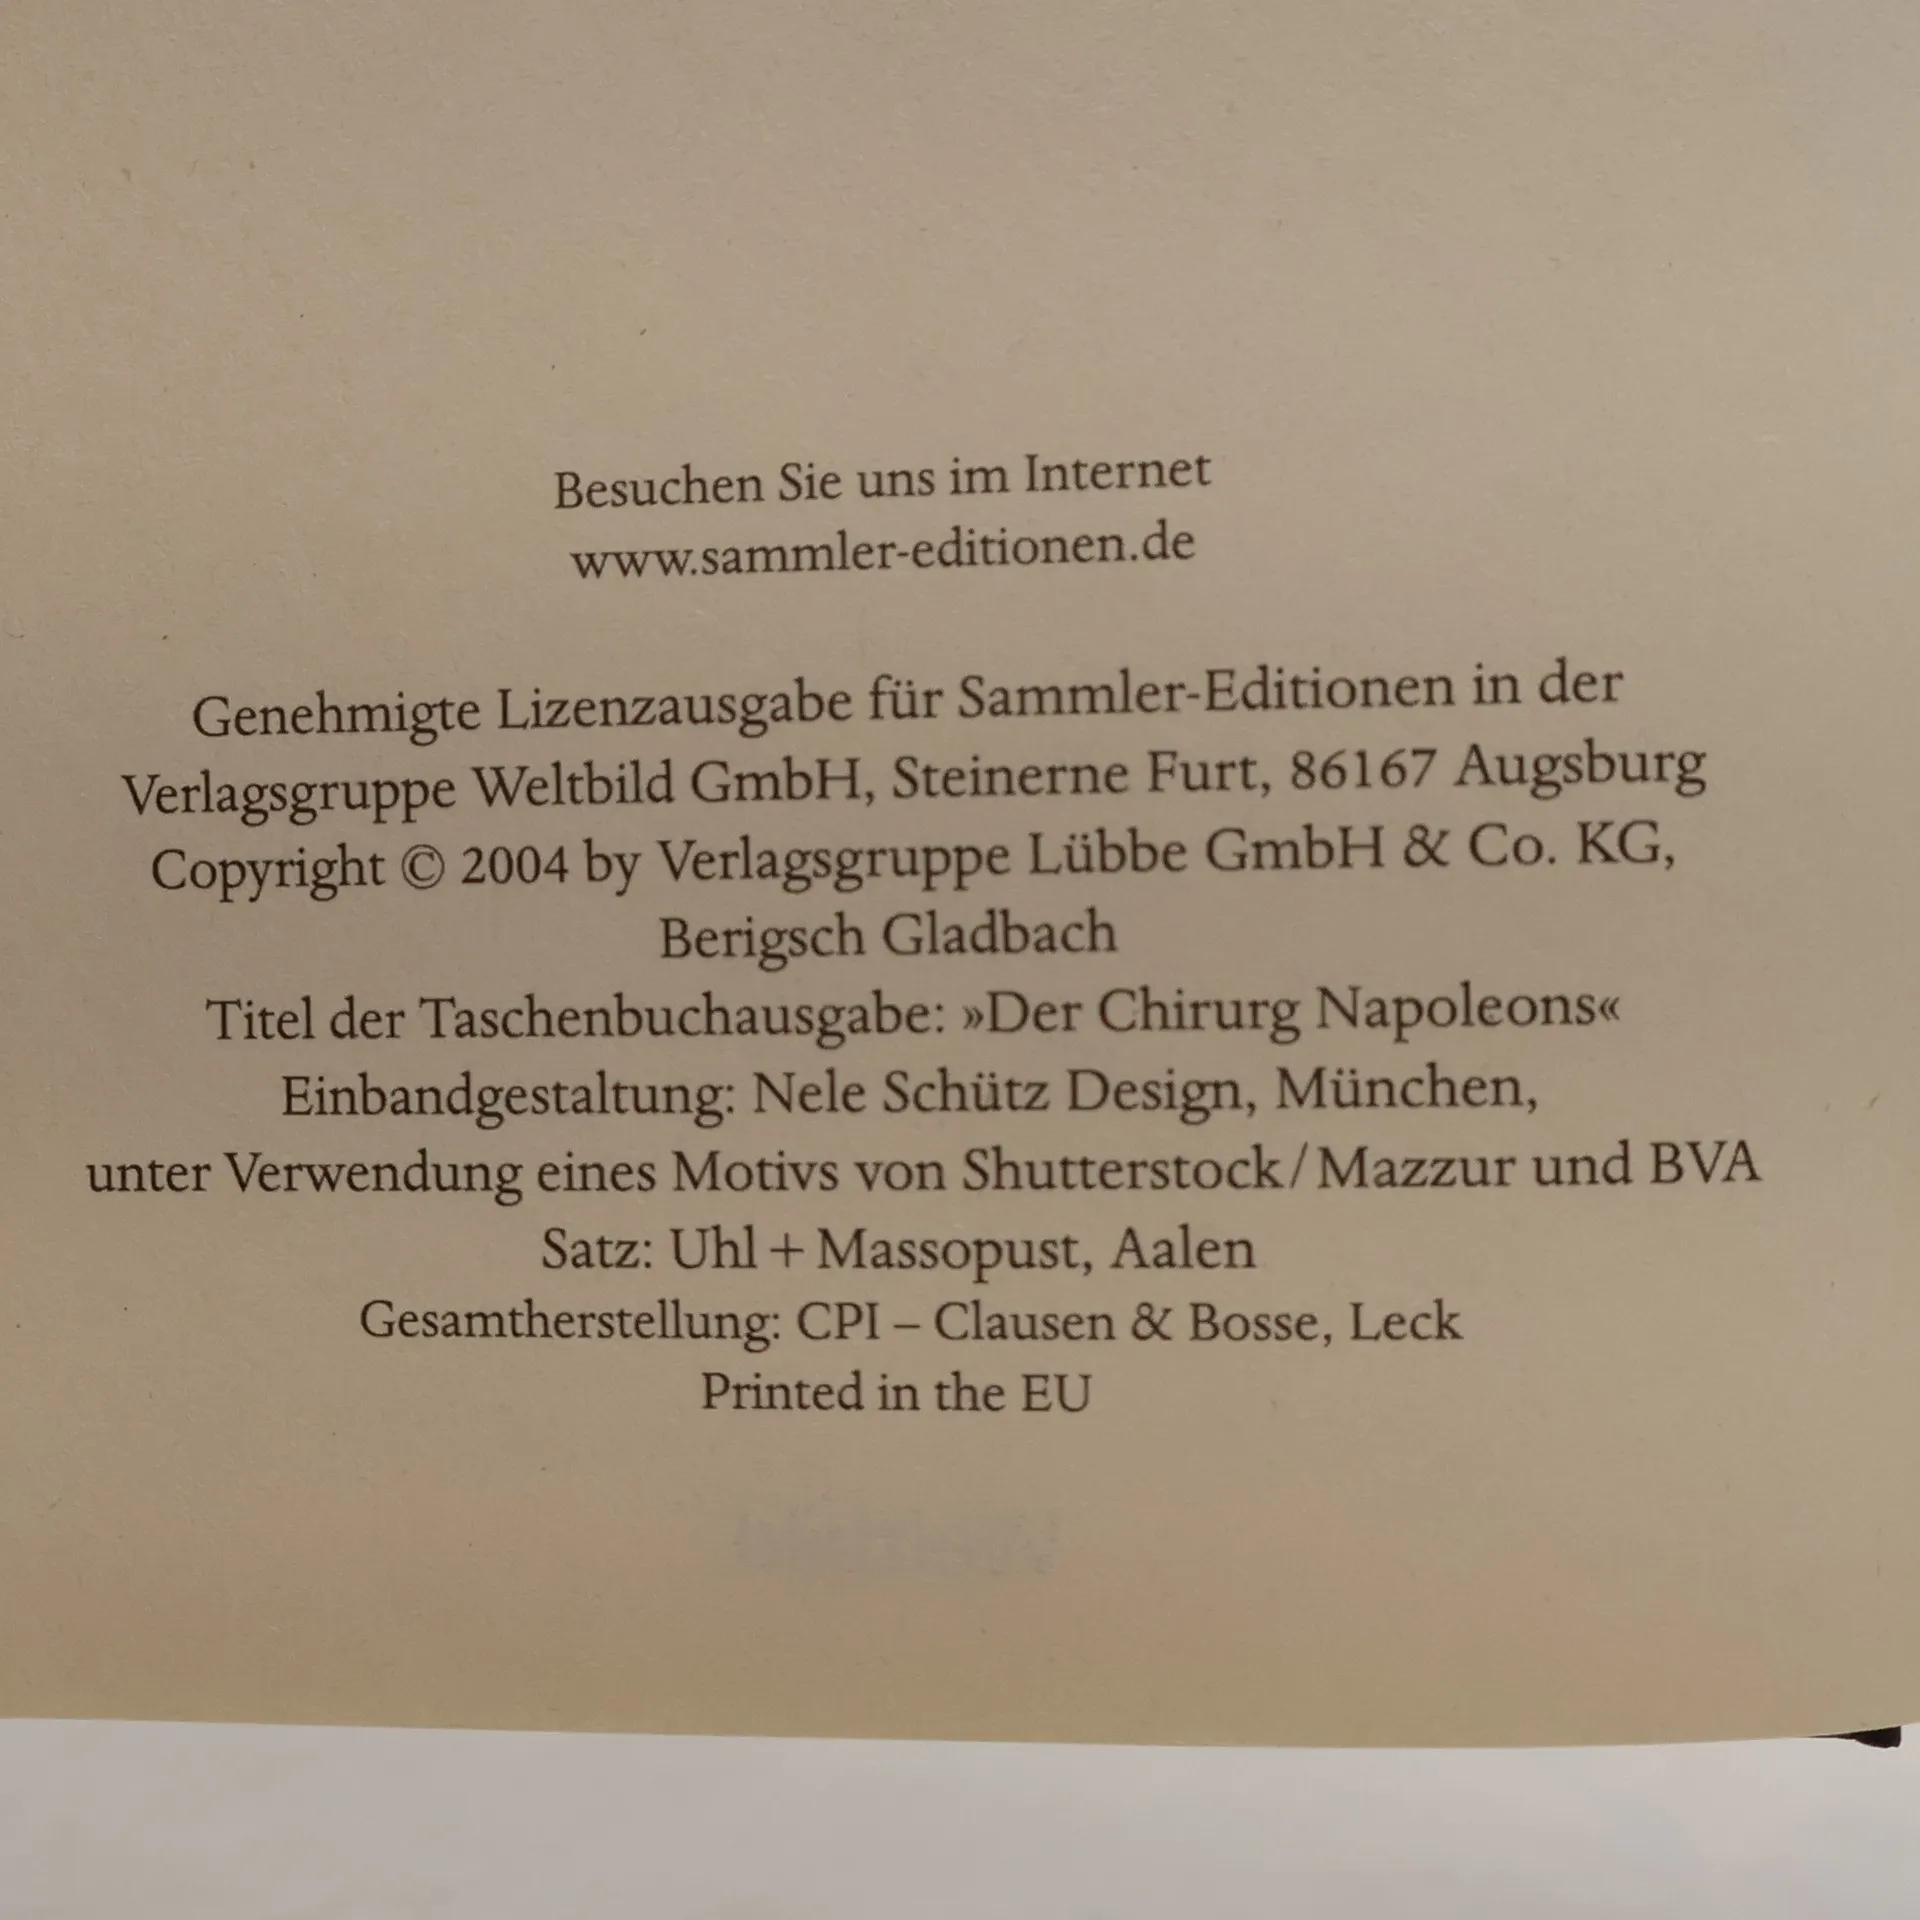 Besuchen Sie uns im Internet
www.sammler-editionen.de
Genehmigte Lizenzausgabe für Sammler-Editionen in der
Verlagsgruppe Weltbild GmbH, Steinerne Furt, 86167 Augsburg
Copyright © 2004 by Verlagsgruppe Lübbe GmbH & Co. KG,
Berigsch Gladbach
Titel der Taschenbuchausgabe: »Der Chirurg Napoleons«
Einbandgestaltung: Nele Schütz Design, München,
unter Verwendung eines Motivs von Shutterstock/Mazzur und BVA
Satz: Uhl + Massopust, Aalen
Gesamtherstellung: CPI – Clausen & Bosse, Leck
Printed in the EU